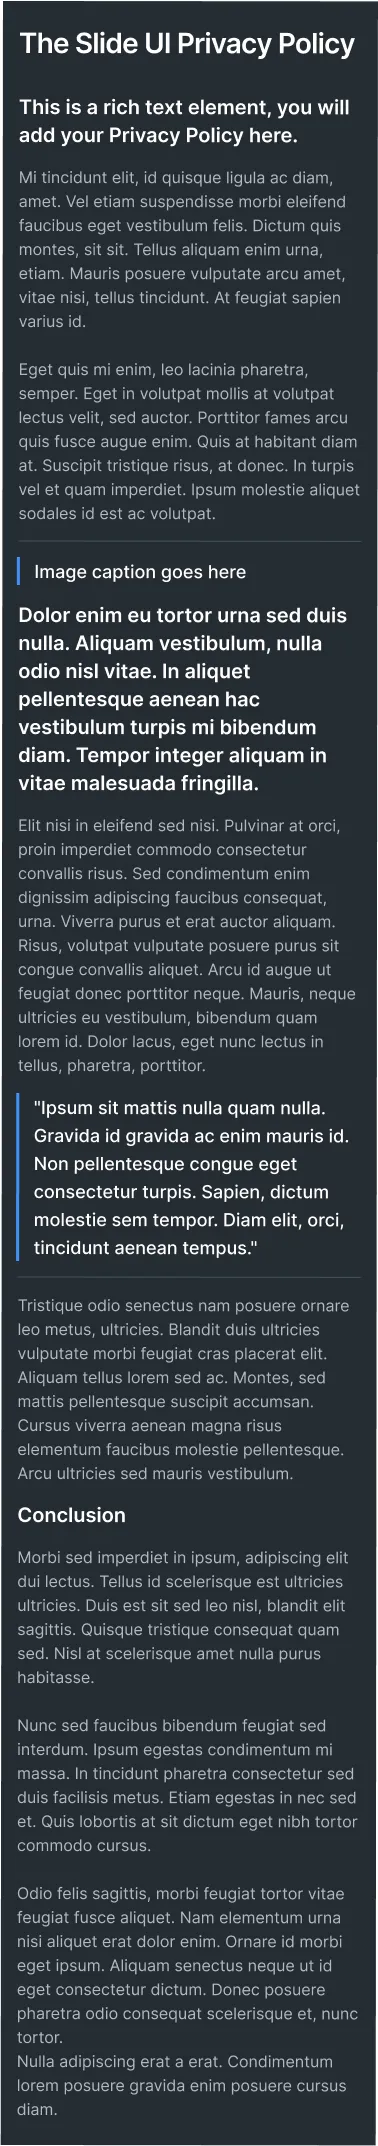 The Slide UI Privacy Policy
This is a rich text element, you will
add your Privacy Policy here.
Mi tincidunt elit, id quisque ligula ac diam,
amet. Vel etiam suspendisse morbi eleifend
faucibus eget vestibulum felis. Dictum quis
montes, sit sit. Tellus aliquam enim urna,
etiam. Mauris posuere vulputate arcu amet,
vitae nisi, tellus tincidunt. At feugiat sapien
varius id.
Eget quis mi enim, leo lacinia pharetra,
semper. Eget in volutpat mollis at volutpat
lectus velit, sed auctor. Porttitor fames arcu
quis fusce augue enim. Quis at habitant diam
at. Suscipit tristique risus, at donec. In turpis
vel et quam imperdiet. Ipsum molestie aliquet
sodales id est ac volutpat.
Image caption goes here
Dolor enim eu tortor urna sed duis
nulla. Aliquam vestibulum, nulla
odio nisl vitae. In aliquet
pellentesque aenean hac
vestibulum turpis mi bibendum
diam. Tempor integer aliquam in
vitae malesuada fringilla.
Elit nisi in eleifend sed nisi. Pulvinar at orci,
proin imperdiet commodo consectetur
convallis risus. Sed condimentum enim
dignissim adipiscing faucibus consequat,
urna. Viverra purus et erat auctor aliquam.
Risus, volutpat vulputate posuere purus sit
congue convallis aliquet. Arcu id augue ut
feugiat donec porttitor neque. Mauris, neque
ultricies eu vestibulum, bibendum quam
lorem id. Dolor lacus, eget nunc lectus in
tellus, pharetra, porttitor.
"Ipsum sit mattis nulla quam nulla.
Gravida id gravida ac enim mauris id.
Non pellentesque congue eget
consectetur turpis. Sapien, dictum
molestie sem tempor. Diam elit, orci,
tincidunt aenean tempus."
Tristique odio senectus nam posuere ornare
leo metus, ultricies. Blandit duis ultricies
vulputate morbi feugiat cras placerat elit.
Aliquam tellus lorem sed ac. Montes, sed
mattis pellentesque suscipit accumsan.
Cursus viverra aenean magna risus
elementum faucibus molestie pellentesque.
Arcu ultricies sed mauris vestibulum.
Conclusion
Morbi sed imperdiet in ipsum, adipiscing elit
dui lectus. Tellus id scelerisque est ultricies
ultricies. Duis est sit sed leo nisl, blandit elit
sagittis. Quisque tristique consequat quam
sed. Nisl at scelerisque amet nulla purus
habitasse.
Nunc sed faucibus bibendum feugiat sed
interdum. Ipsum egestas condimentum mi
massa. In tincidunt pharetra consectetur sed
duis facilisis metus. Etiam egestas in nec sed
et. Quis lobortis at sit dictum eget nibh tortor
commodo cursus.
Odio felis sagittis, morbi feugiat tortor vitae
feugiat fusce aliquet. Nam elementum urna
nisi aliquet erat dolor enim. Ornare id morbi
eget ipsum. Aliquam senectus neque ut id
eget consectetur dictum. Donec posuere
pharetra odio consequat scelerisque et, nunc
tortor.
Nulla adipiscing erat a erat. Condimentum
lorem posuere gravida enim posuere cursus
diam.